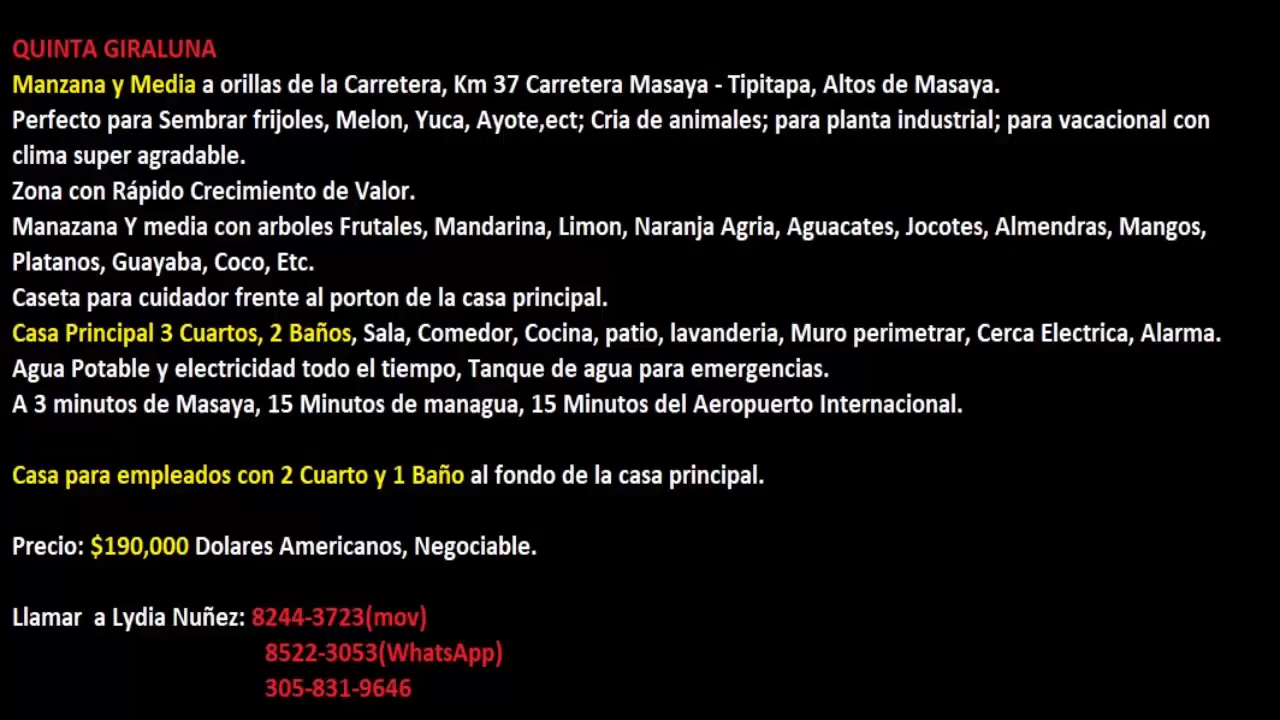 QUINTA GIRALUNA
Manzana y Media a orillas de la Carretera, Km 37 Carretera Masaya - Tipitapa, Altos de Masaya.
Perfecto para Sembrar frijoles, Melon, Yuca, Ayote,ect; Cria de animales; para planta industrial; para vacacional con
clima super agradable.
Zona con Rápido Crecimiento de Valor.
Manazana Y media con arboles Frutales, Mandarina, Limon, Naranja Agria, Aguacates, Jocotes, Almendras, Mangos,
Platanos, Guayaba, Coco, Etc.
Caseta para cuidador frente al porton de la casa principal.
Casa Principal 3 Cuartos, 2 Baños, Sala, Comedor, Cocina, patio, lavanderia, Muro perimetrar, Cerca Electrica, Alarma.
Agua Potable y electricidad todo el tiempo, Tanque de agua para emergencias.
A 3 minutos de Masaya, 15 Minutos de managua, 15 Minutos del Aeropuerto Internacional.
Casa para empleados con 2 Cuarto y 1 Baño al fondo de la casa principal.
Precio: $190,000 Dolares Americanos, Negociable.
Llamar  a Lydia Nuñez: 8244-3723(mov)
8522-3053(WhatsApp)
305-831-9646